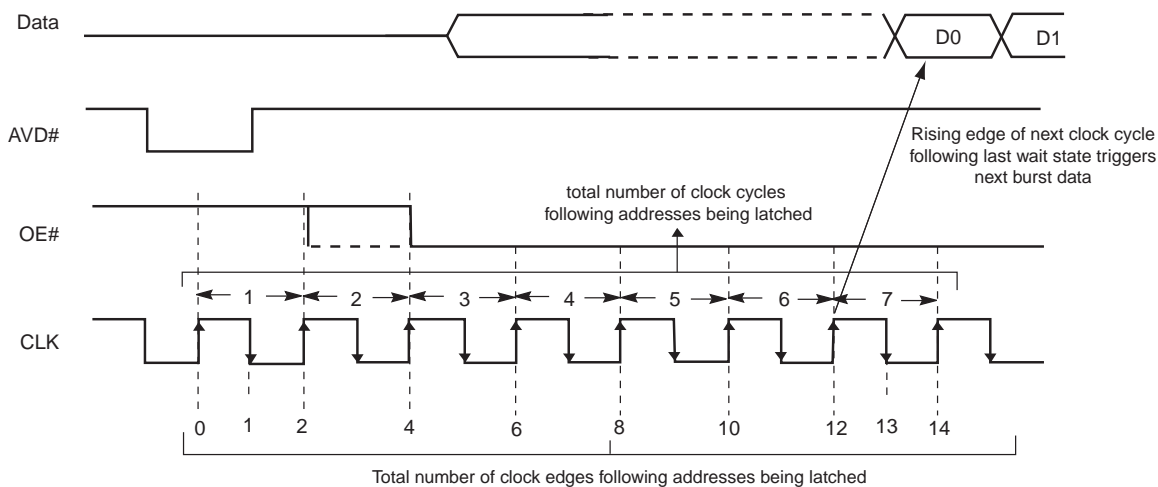 Data
D0
D1
AVD#
Rising edge of next clock cycle
following last wait state triggers
next burst data
total number of clock cycles
following addresses being latched
OE#
1 2 3 4 5 6 7
CLK
0 1 2 4 6 8 10 12 13 14
Total number of clock edges following addresses being latched